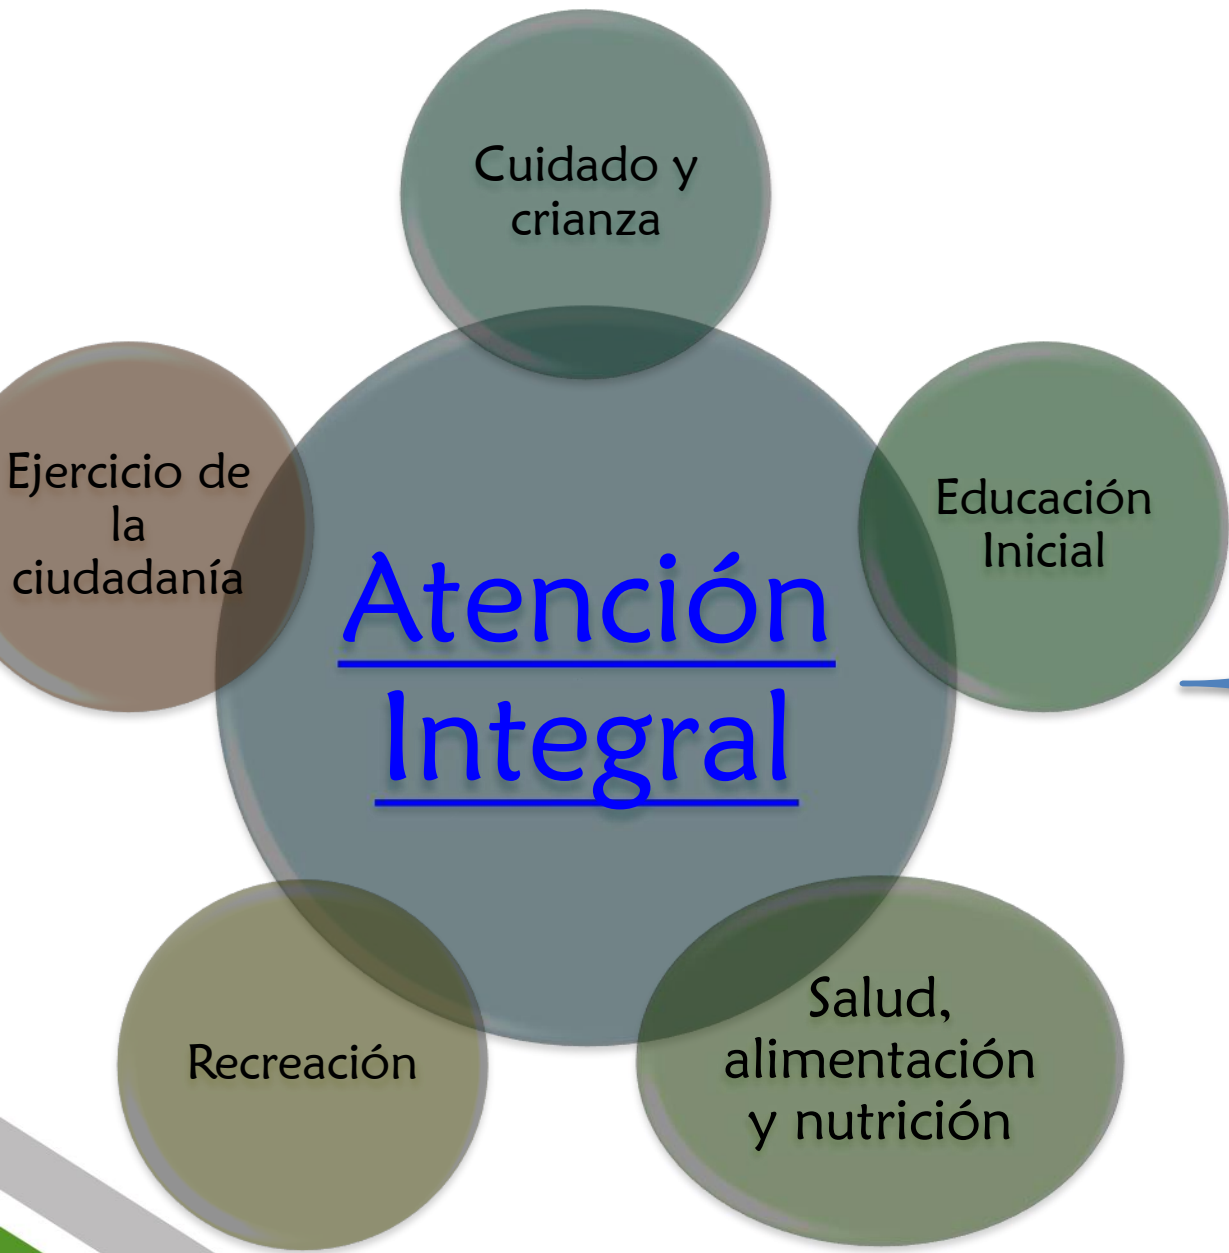 Cuidado y
crianza
Ejercicio de
la
ciudadanía
Educación
Inicial
Atención
Integral
Salud,
alimentación
y nutrición
Recreación